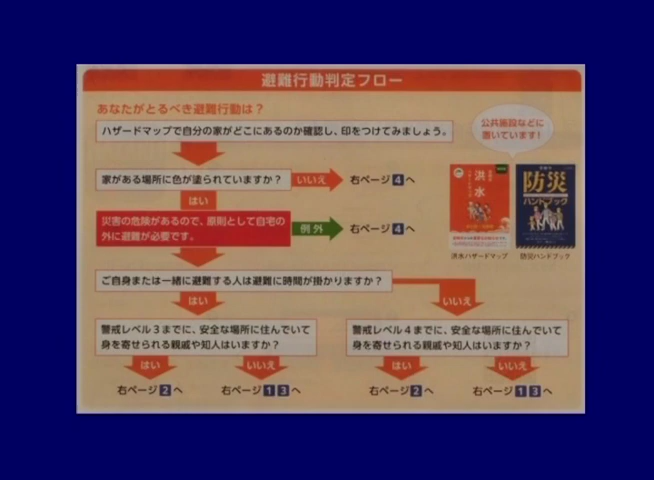 避難行動判定フロー
あなたがとるべき避難行動は？
ハザードマップで自分の家がどこにあるのか確認し、印をつけてみましょう。
公共施設などに
置いています！
家がある場所に色が塗られていますか？
いいえ
右ページ4へ
はい
災害の危険があるので、原則として自宅の
外に避難が必要です。
例外
右ページ4へ
洪水
防災
ハンドブック
洪水ハザードマップ
防災ハンドブック
ご自身または一緒に避難する人は避難に時間が掛かりますか？
はい
いいえ
警戒レベル3までに、安全な場所に住んでいて
身を寄せられる親戚や知人はいますか？
警戒レベル4までに、安全な場所に住んでいて
身を寄せられる親戚や知人はいますか？
はい
いいえ
はい
いいえ
右ページ2へ
右ページ1 3へ
右ページ2へ
右ページ1 3へ